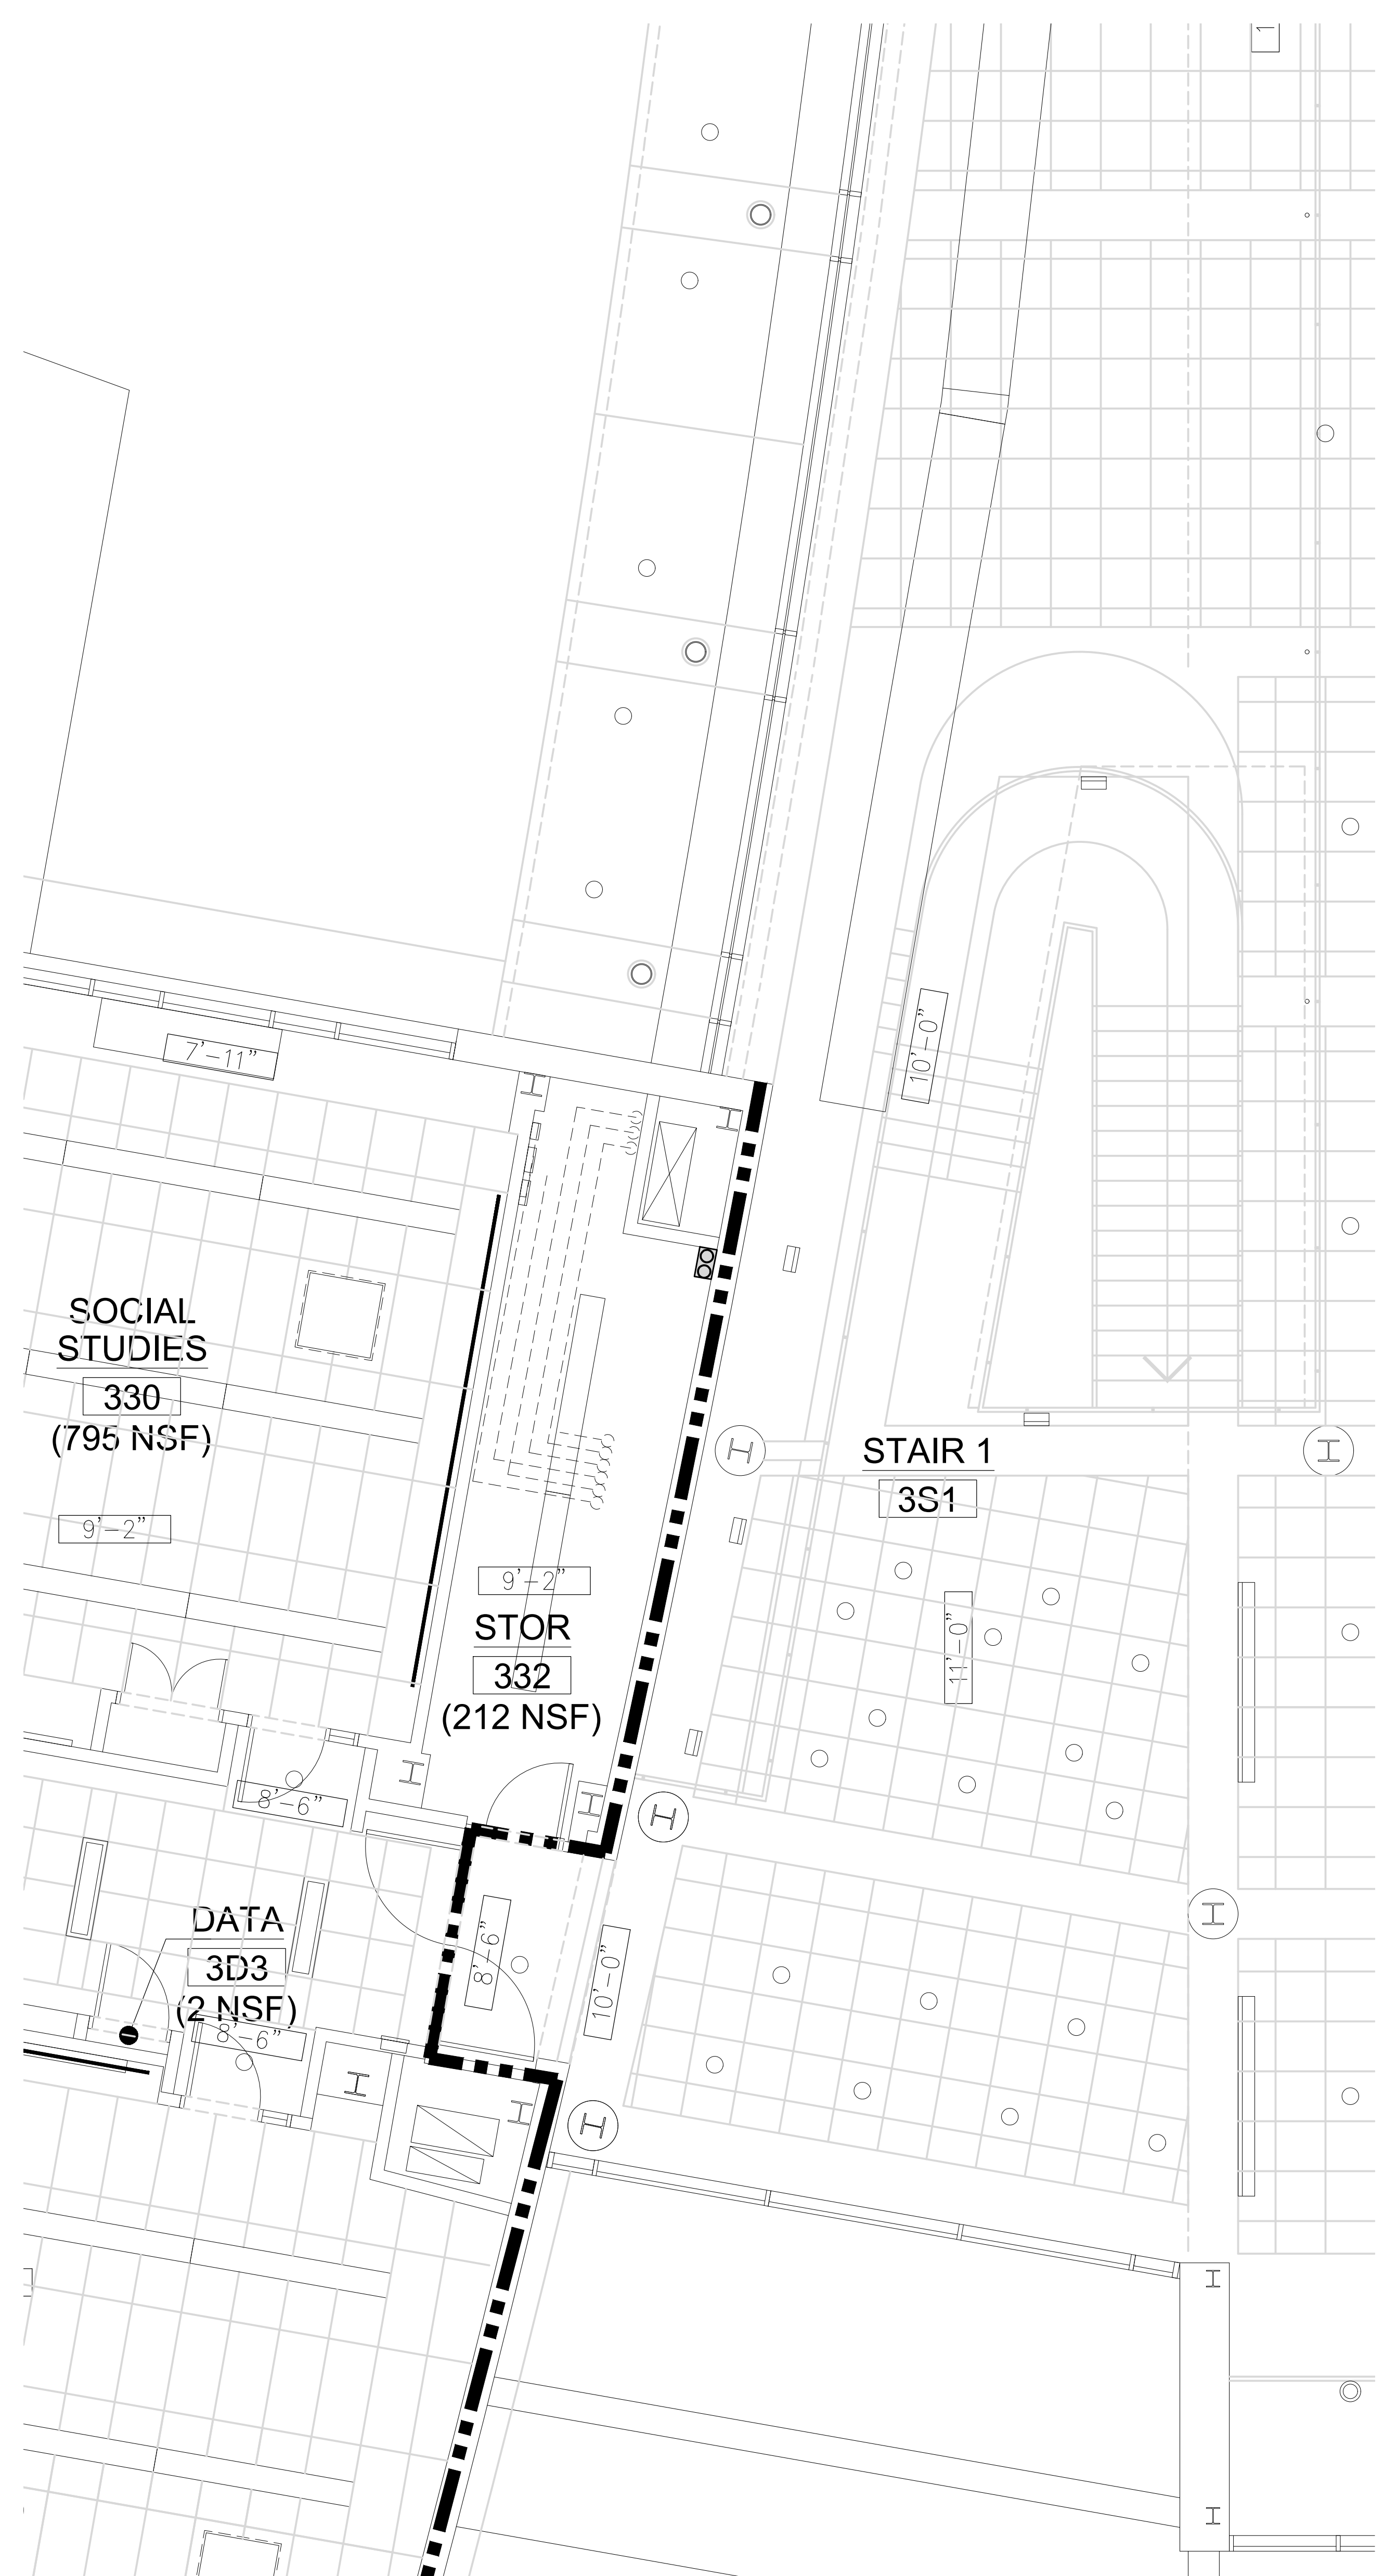 1
7'-11"
10'-0"
SOCIAL
STUDIES
330
(795 NSF)
9'-2"
STAIR 1
3S1
9'-2"
STOR
332
(212 NSF)
11'-0"
8'-6"
DATA
3D3
(2 NSF)
8'-6"
8'-6"
10'-0"